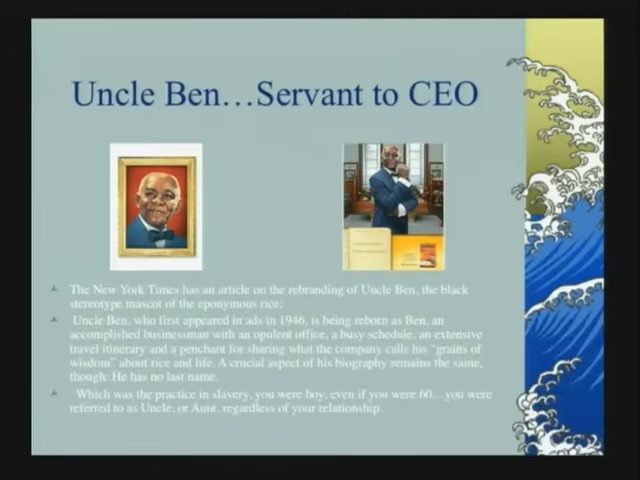 Uncle Ben…Servant to CEO
The New York Times has an article on the rebranding of Uncle Ben, the black
stereotype mascot of the eponymous rice:
Uncle Ben, who first appeared in ads in 1946, is being reborn as Ben, an
accomplished businessman with an opulent office, a busy schedule, an extensive
travel itinerary and a penchant for sharing what the company calls his “grains of
wisdom” about rice and life. A crucial aspect of his biography remains the same,
though: He has no last name.
Which was the practice in slavery, you were boy, even if you were 60…you were
referred to as Uncle, or Aunt, regardless of your relationship.